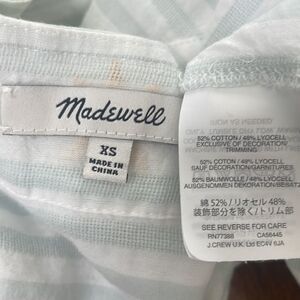 Madewell
XS
MADE IN
CHINA
52% COTTON / 48% LYOCELL
EXCLUSIVE OF DECORATION/
TRIMMING
52% COTON / 48% LYOCELL
SAUF DÉCORATION/GARNITURES
52% BAUMWOLLE / 48% LYOCELL
AUSGENOMMEN DEKORATION/BESATZ
綿 52% / リオセル 48%
装飾部分を除く/トリム部
SEE REVERSE FOR CARE
RN77388 CA56445
J.CREW U.K. Ltd EC4V 6JA